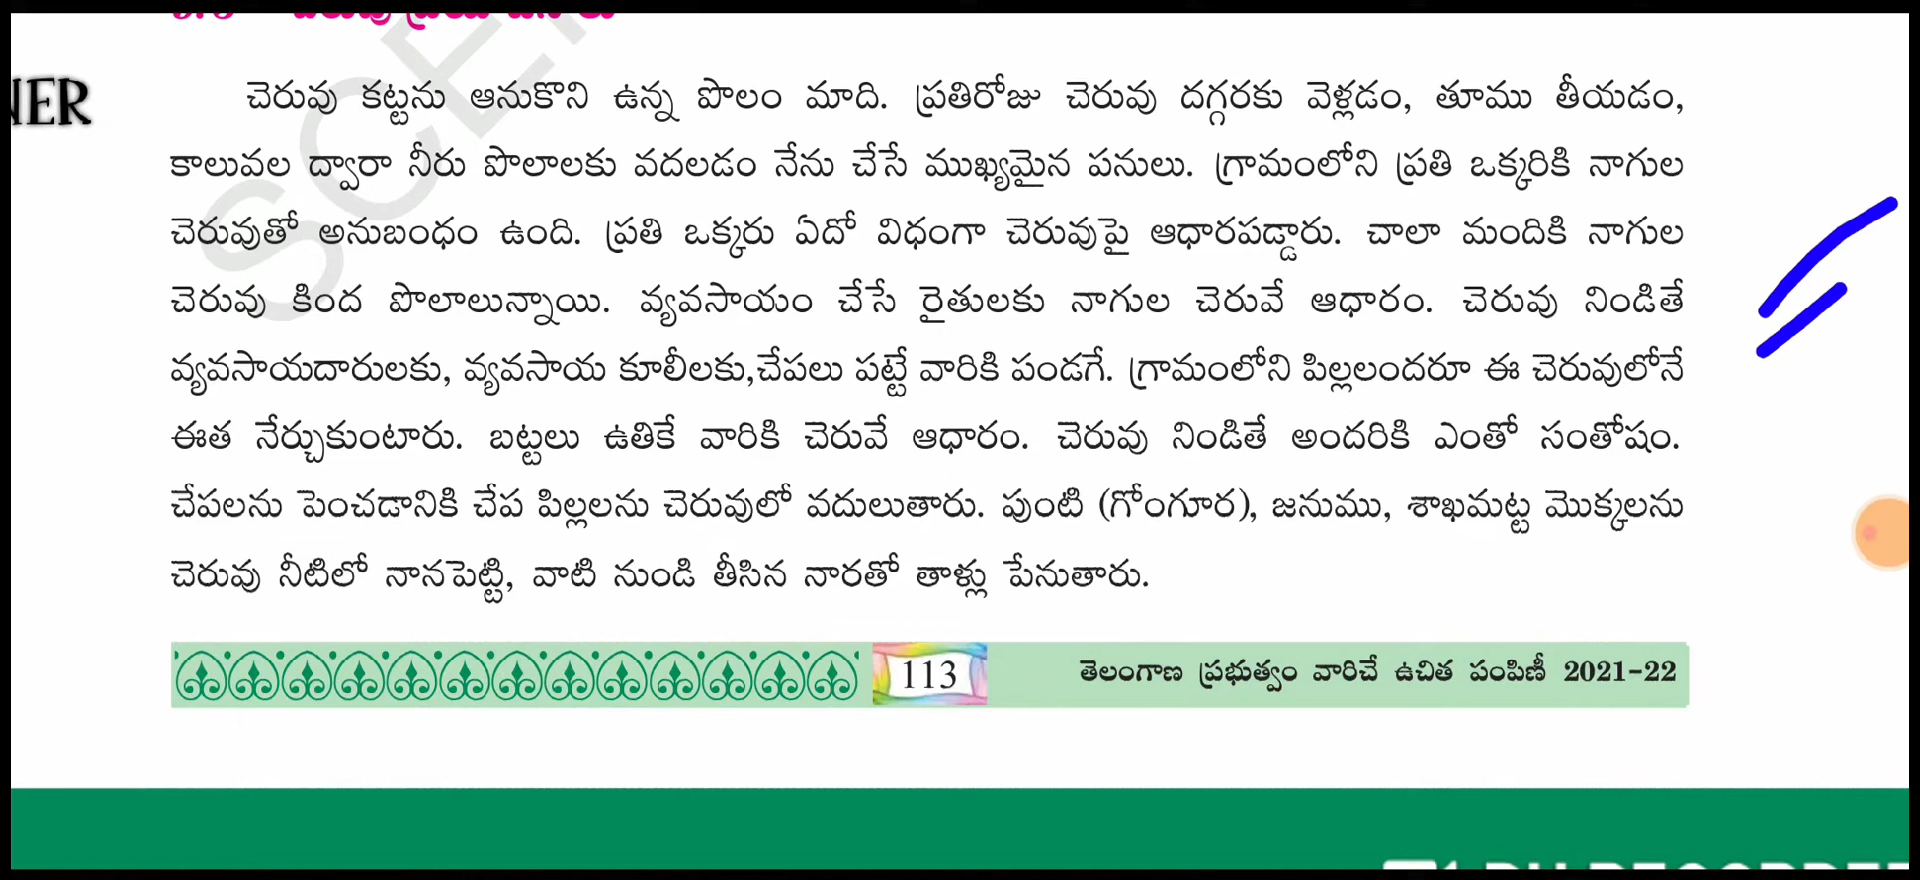 NER
చెరువు కట్టను ఆనుకొని ఉన్న పొలం మాది. ప్రతిరోజు చెరువు దగ్గరకు వెళ్లడం, తూము తీయడం,
కాలువల ద్వారా నీరు పొలాలకు వదలడం నేను చేసే ముఖ్యమైన పనులు. గ్రామంలోని ప్రతి ఒక్కరికి నాగుల
చెరువుతో అనుబంధం ఉంది. ప్రతి ఒక్కరు ఏదో విధంగా చెరువుపై ఆధారపడ్డారు. చాలా మందికి నాగుల
చెరువు కింద పొలాలున్నాయి. వ్యవసాయం చేసే రైతులకు నాగుల చెరువే ఆధారం. చెరువు నిండితే
వ్యవసాయదారులకు, వ్యవసాయ కూలీలకు,చేపలు పట్టే వారికి పండగే. గ్రామంలోని పిల్లలందరూ ఈ చెరువులోనే
ఈత నేర్చుకుంటారు. బట్టలు ఉతికే వారికి చెరువే ఆధారం. చెరువు నిండితే అందరికి ఎంతో సంతోషం.
చేపలను పెంచడానికి చేప పిల్లలను చెరువులో వదులుతారు. పుంటి (గోంగూర), జనుము, శాఖమట్ట మొక్కలను
చెరువు నీటిలో నానపెట్టి, వాటి నుండి తీసిన నారతో తాళ్లు పేనుతారు.
113
తెలంగాణ ప్రభుత్వం వారిచే ఉచిత పంపిణీ 2021-22